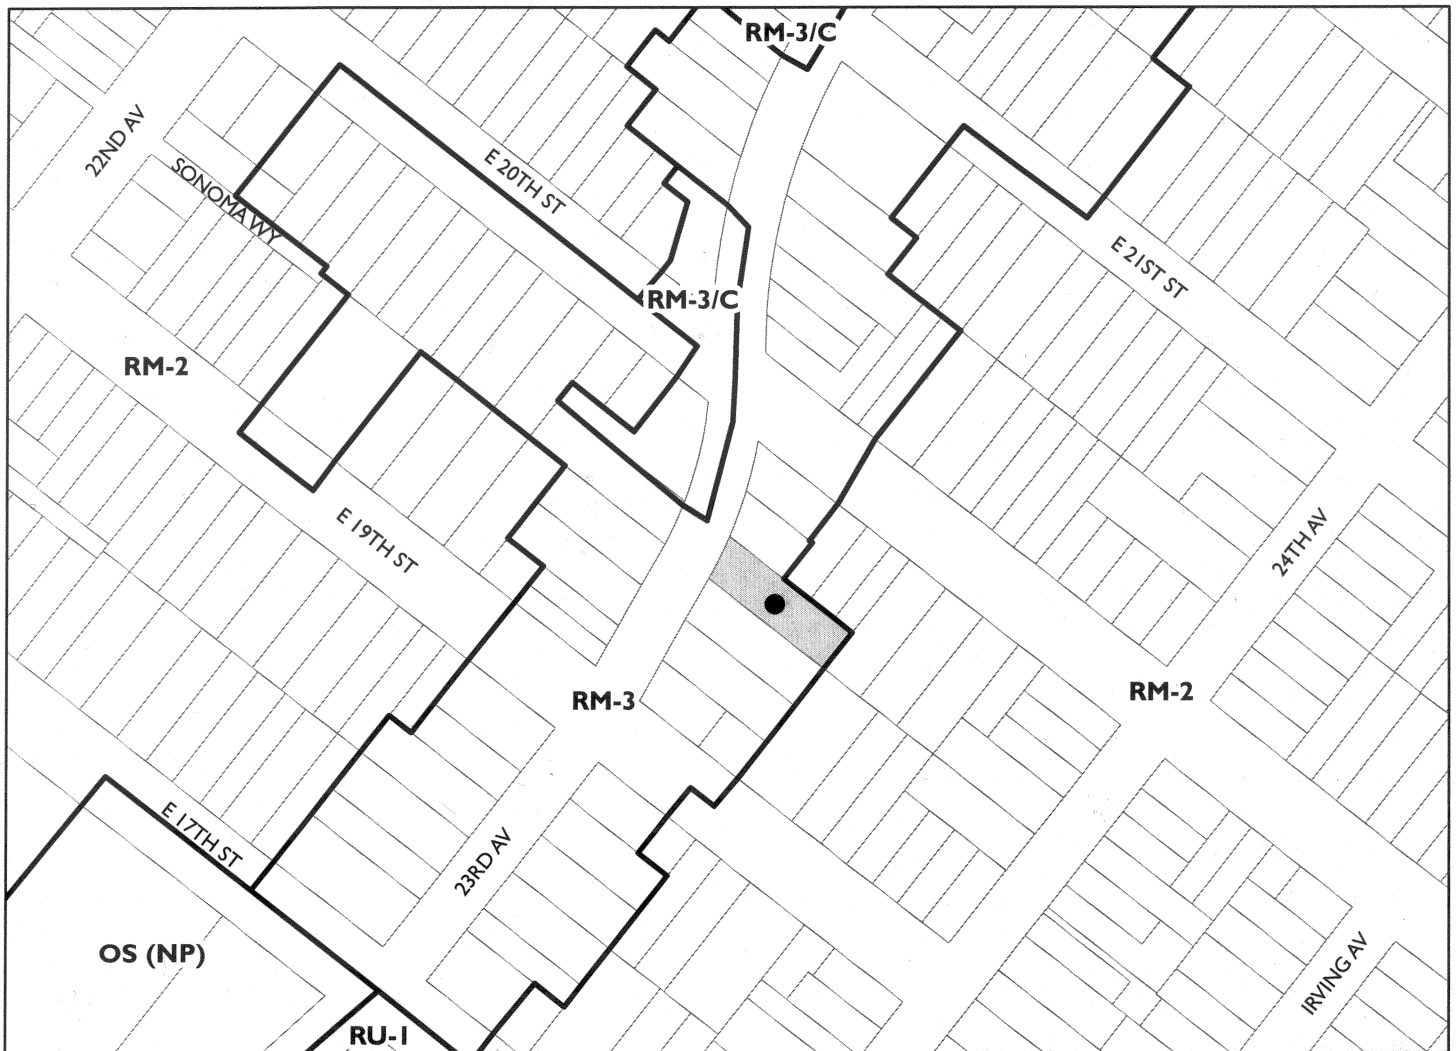 RM-3/C
22ND AV
SONOMA WY
E 20TH ST
E 21ST ST
RM-3/C
RM-2
E 19TH ST
24TH AV
RM-3
RM-2
E 17TH ST
23RD AV
OS (NP)
IRVING AV
RU-1